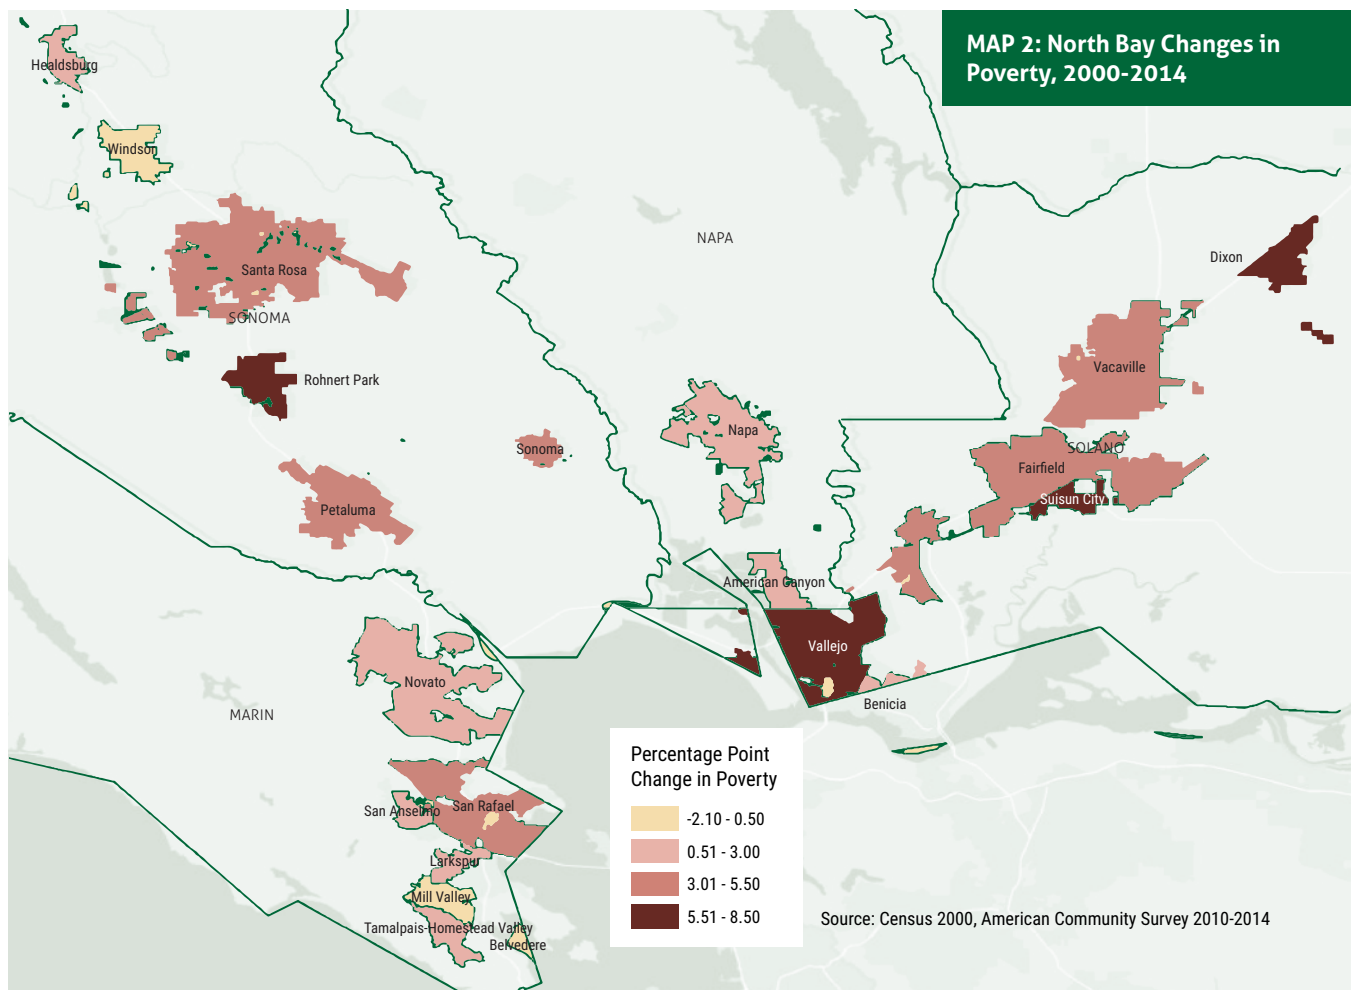 MAP 2: North Bay Changes in
Poverty, 2000-2014
Healdsburg
Windsor
Santa Rosa
SONOMA
Rohnert Park
Sonoma
Petaluma
NAPA
Napa
American Canyon
Dixon
Vacaville
SOLANO
Fairfield
Suisun City
Vallejo
Benicia
MARIN
Novato
San Anselmo
San Rafael
Larkspur
Mill Valley
Tamalpais-Homestead Valley
Belvedere
Percentage Point
Change in Poverty
-2.10 - 0.50
0.51 - 3.00
3.01 - 5.50
5.51 - 8.50
Source: Census 2000, American Community Survey 2010-2014